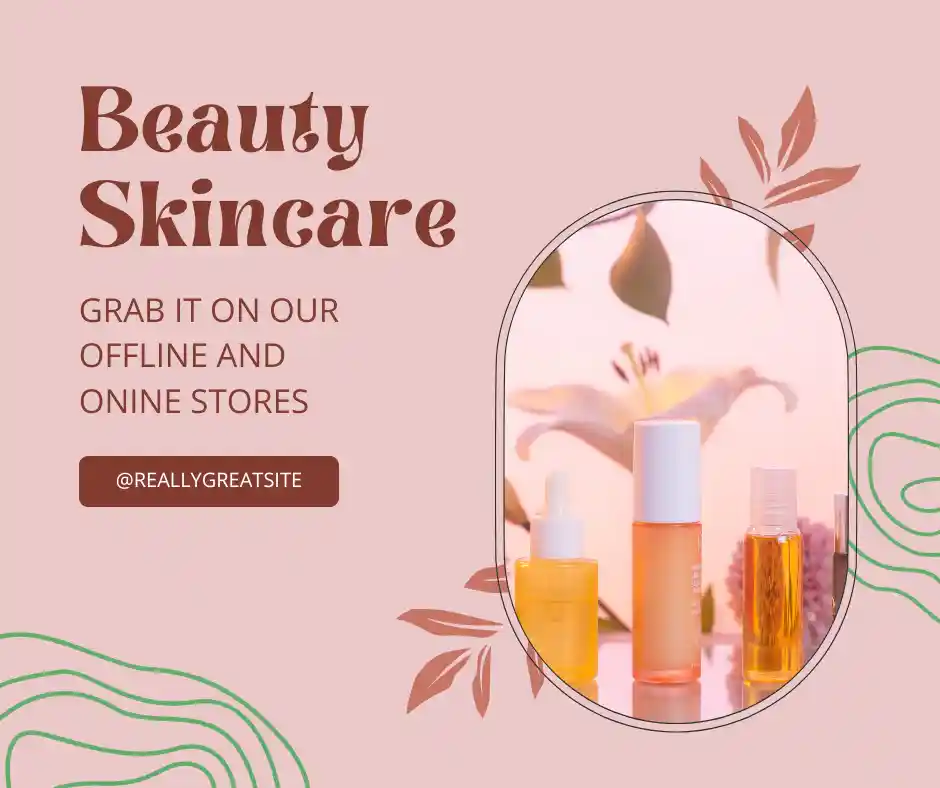 Beauty
Skincare
GRAB IT ON OUR
OFFLINE AND
ONINE STORES
@REALLYGREATSITE